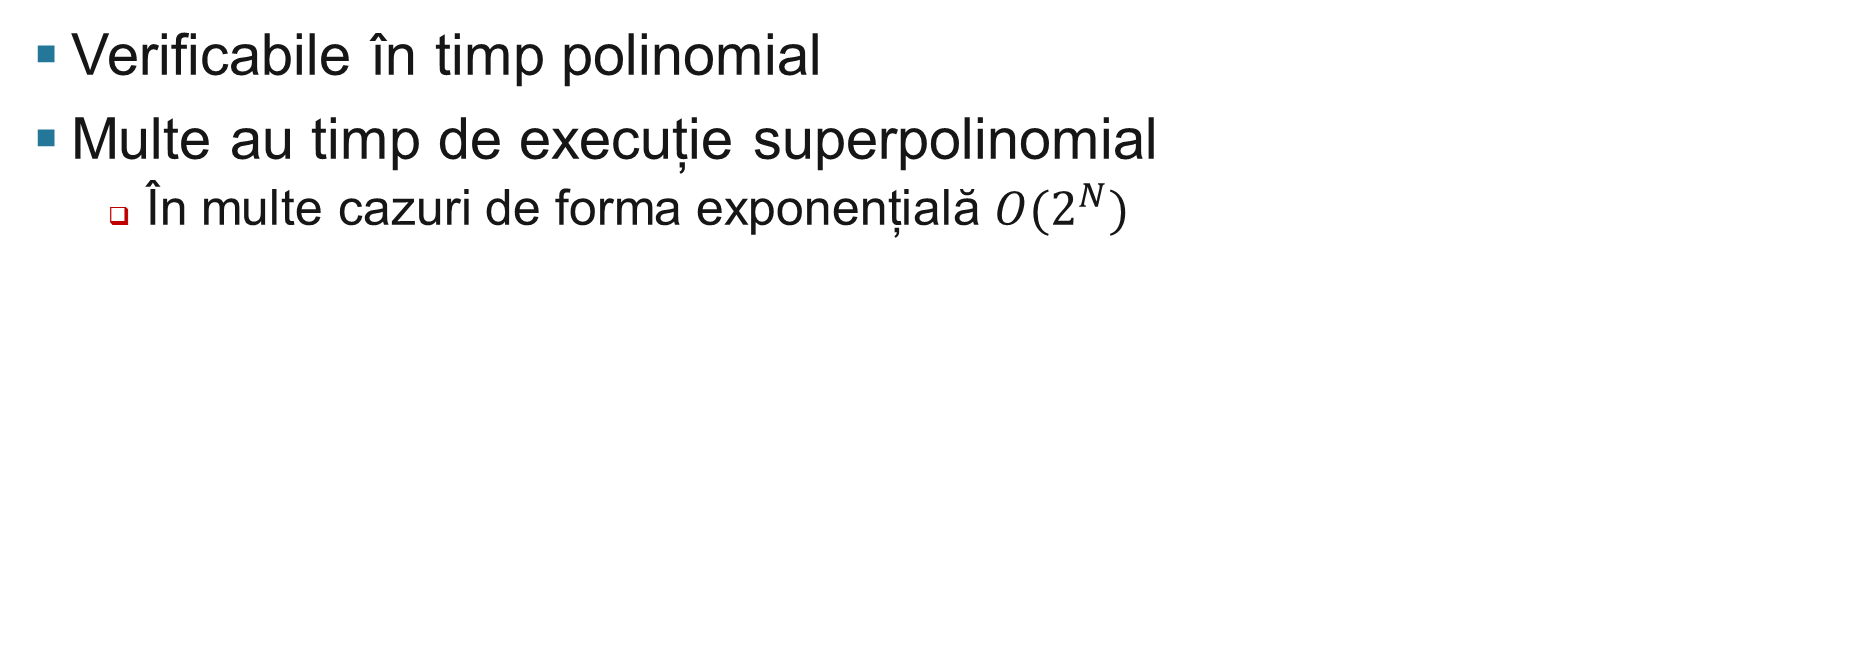 Verificabile în timp polinomial
Multe au timp de execuție superpolinomial
În multe cazuri de forma exponențială O(2^N)